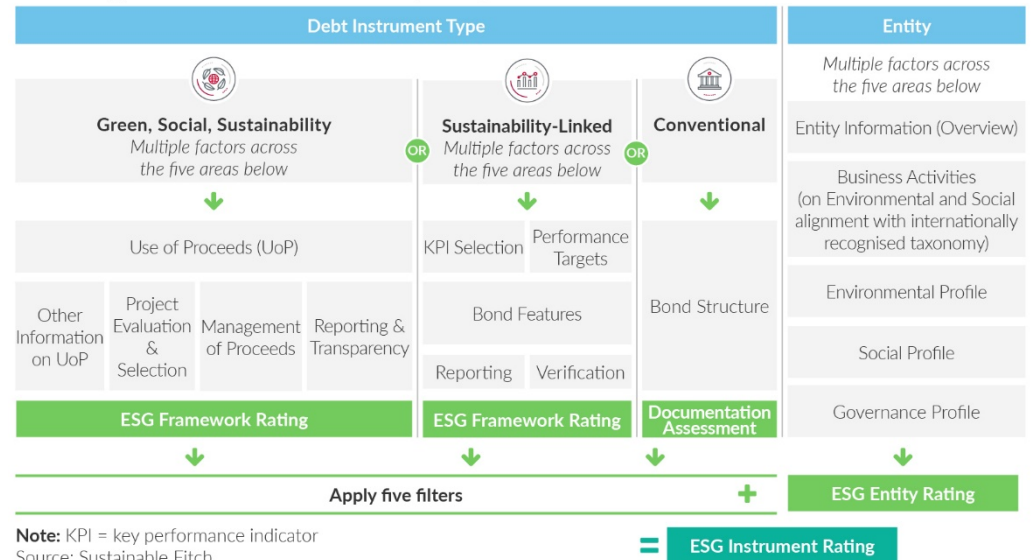 Debt Instrument Type
Green, Social, Sustainability
Multiple factors across
the five areas below
OR
Sustainability-Linked
Multiple factors across
the five areas below
OR
Conventional
Use of Proceeds (UoP)
Other
Information
on UoP
Project
Evaluation
&
Selection
Management
of Proceeds
Reporting &
Transparency
KPI Selection
Performance
Targets
Bond Features
Reporting
Verification
Bond Structure
ESG Framework Rating
ESG Framework Rating
Documentation
Assessment
Apply five filters
+
Entity
Multiple factors across
the five areas below
Entity Information (Overview)
Business Activities
(on Environmental and Social
alignment with internationally
recognised taxonomy)
Environmental Profile
Social Profile
Governance Profile
ESG Entity Rating
= ESG Instrument Rating
Note: KPI = key performance indicator
Source: Sustainable Fitch